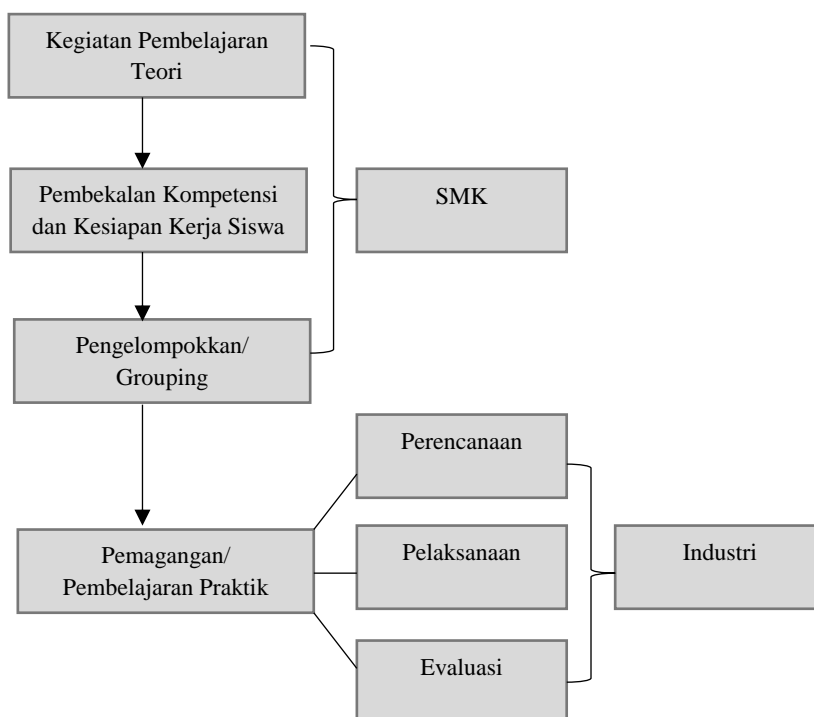 Kegiatan Pembelajaran
Teori
Pembekalan Kompetensi
dan Kesiapan Kerja Siswa
SMK
Pengelompokkan/
Grouping
Perencanaan
Pemagangan/
Pembelajaran Praktik
Pelaksanaan
Industri
Evaluasi